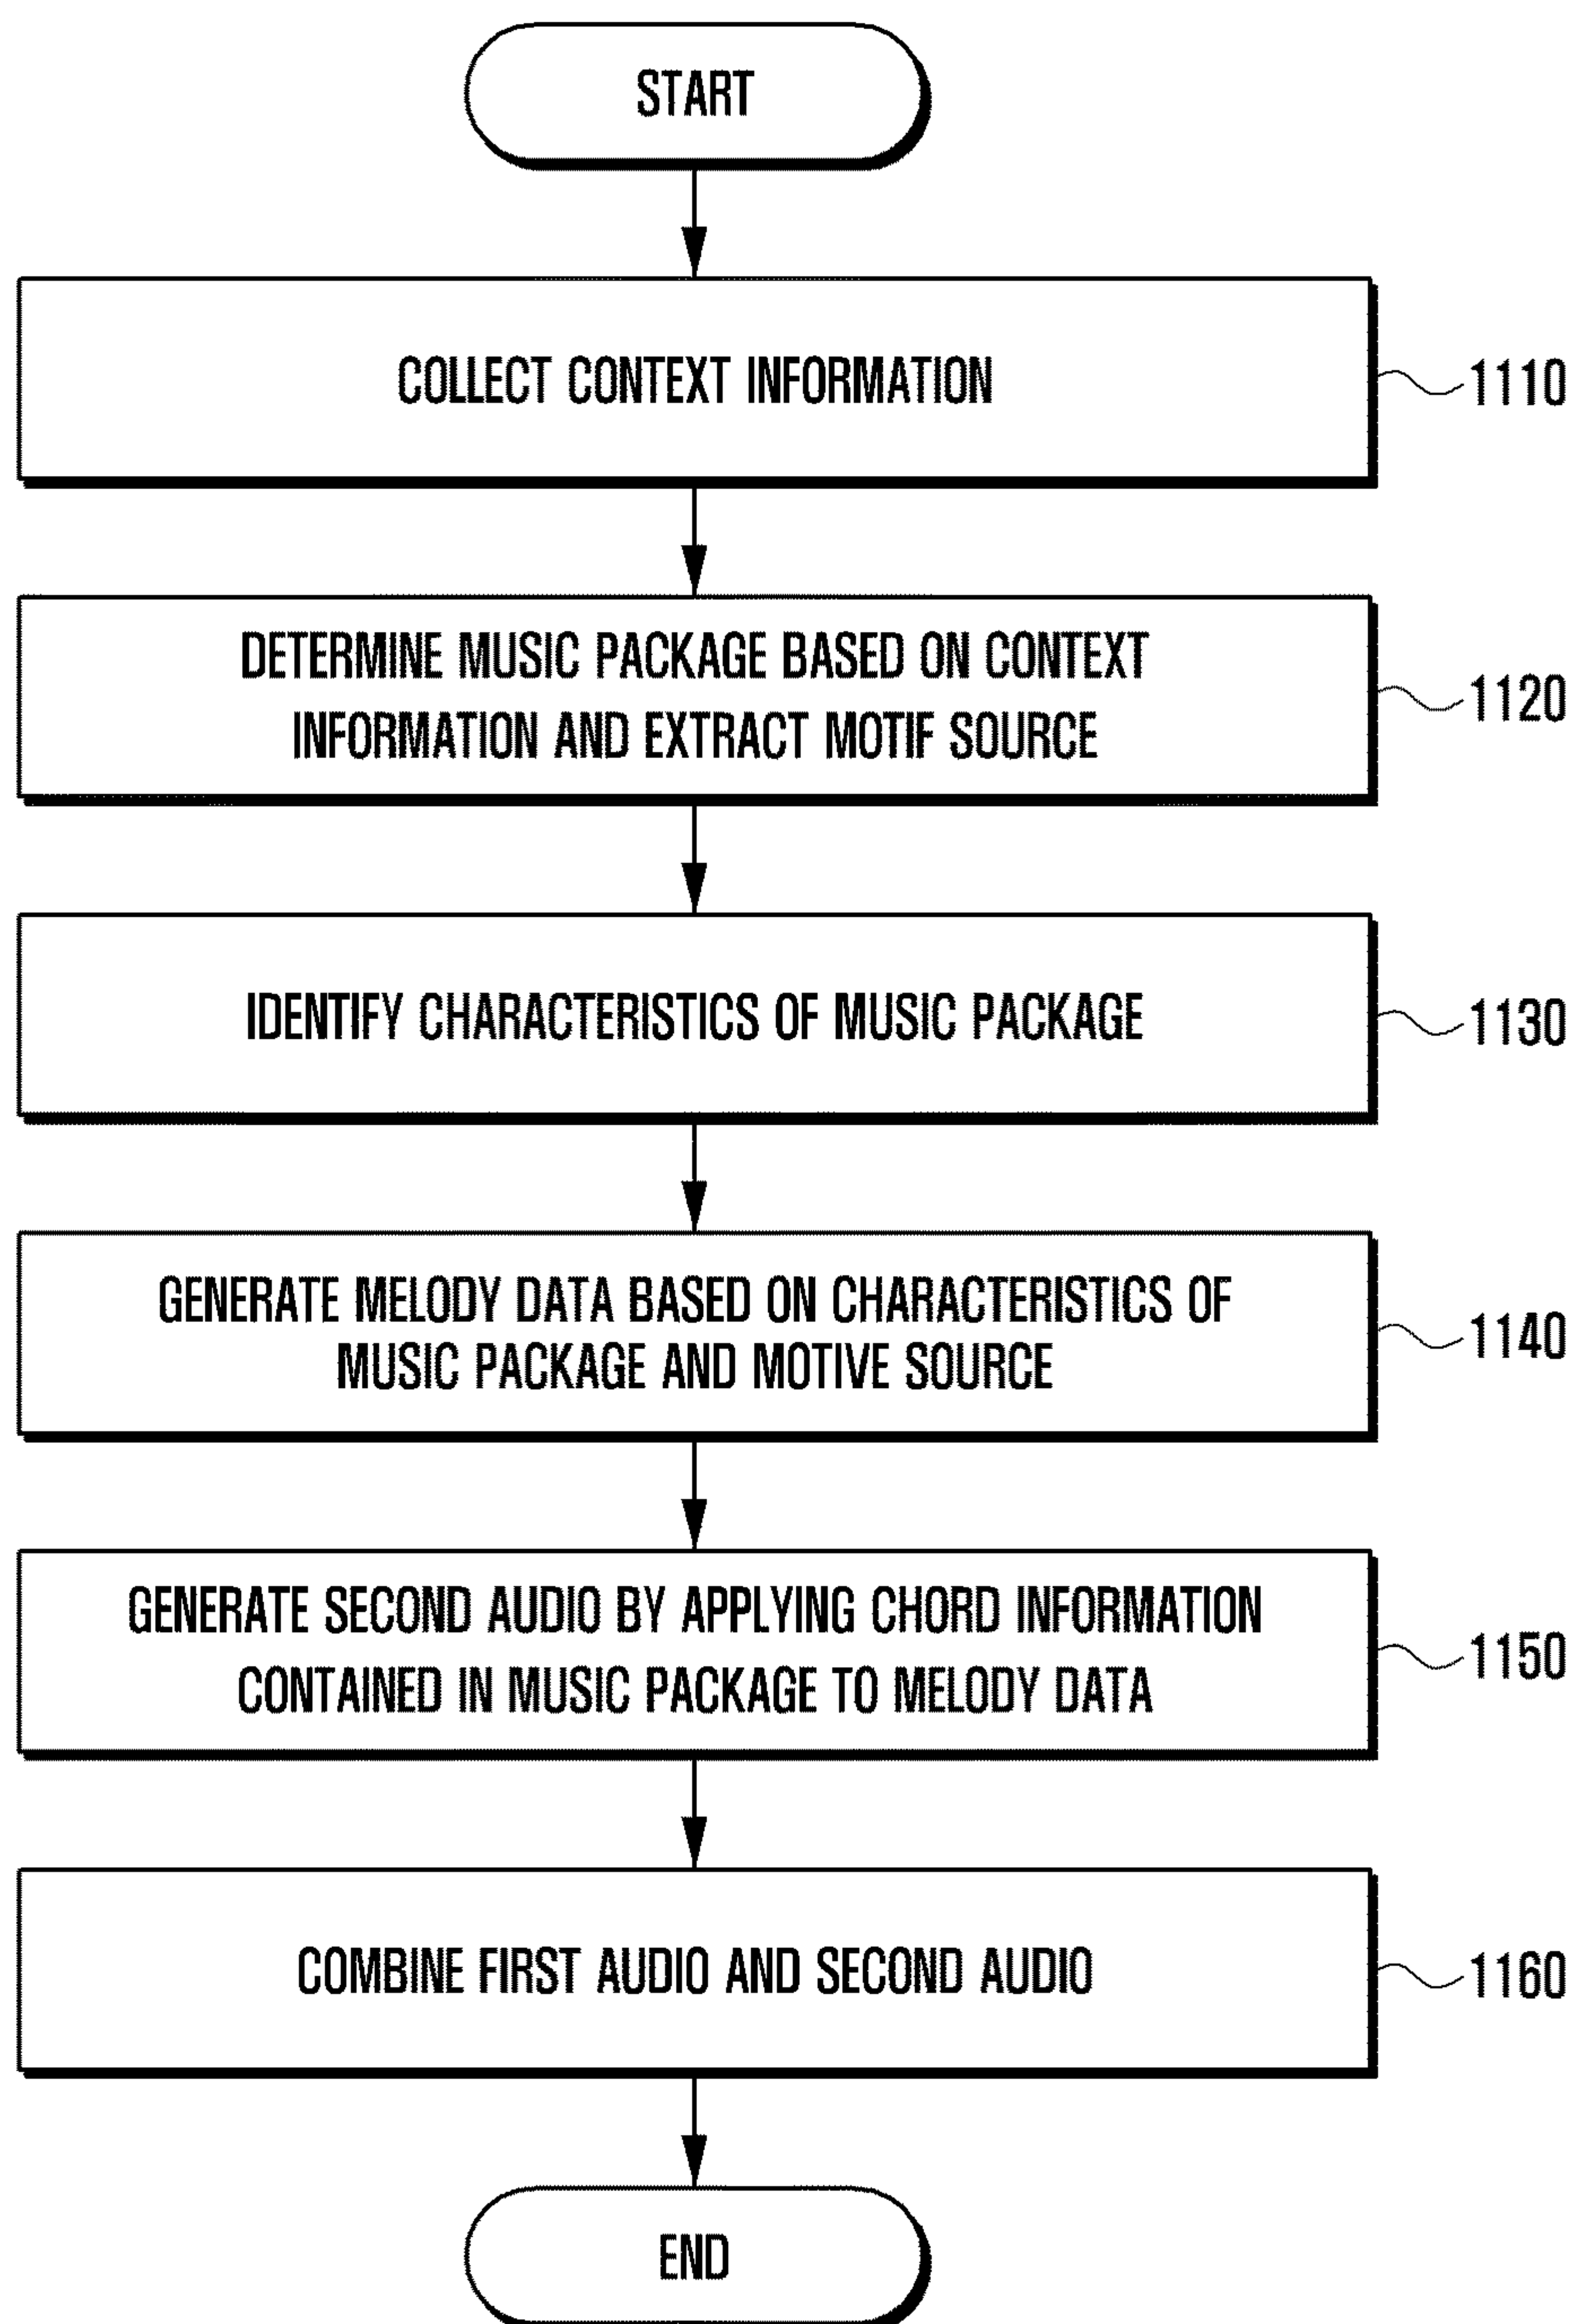 START
COLLECT CONTEXT INFORMATION
1110
DETERMINE MUSIC PACKAGE BASED ON CONTEXT
INFORMATION AND EXTRACT MOTIF SOURCE
1120
IDENTIFY CHARACTERISTICS OF MUSIC PACKAGE
1130
GENERATE MELODY DATA BASED ON CHARACTERISTICS OF
MUSIC PACKAGE AND MOTIVE SOURCE
1140
GENERATE SECOND AUDIO BY APPLYING CHORD INFORMATION
CONTAINED IN MUSIC PACKAGE TO MELODY DATA
1150
COMBINE FIRST AUDIO AND SECOND AUDIO
1160
END